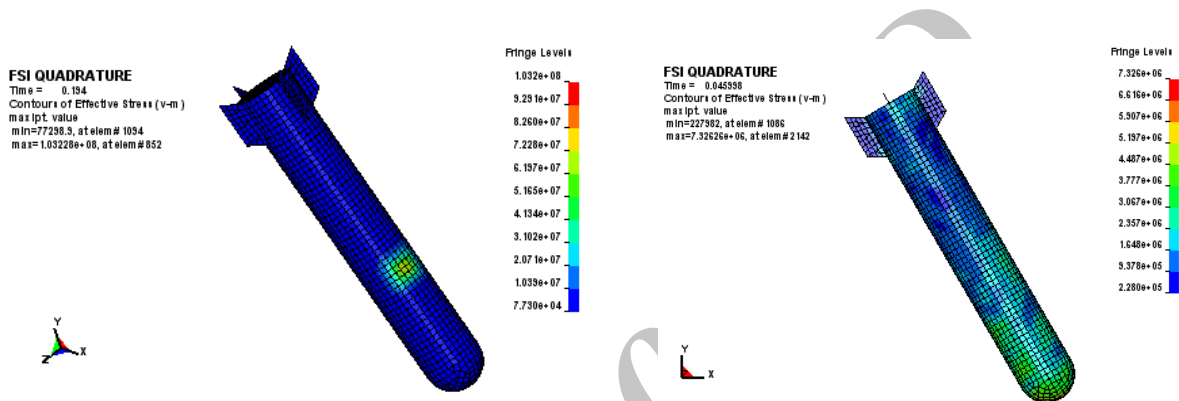 Fringe Levels
FSI QUADRATURE
Time = 0.194
Contours of Effective Stress (v-m)
max ipt. value
min=77298.9, at elem# 1094
max=1.03228e+08, at elem# 852
1.032e+08
9.291e+07
8.260e+07
7.228e+07
6.197e+07
5.165e+07
4.134e+07
3.102e+07
2.071e+07
1.039e+07
7.730e+04
Y
X
Z
Fringe Levels
FSI QUADRATURE
Time = 0.045998
Contours of Effective Stress (v-m)
max ipt. value
min=227982, at elem# 1086
max=7.32626e+06, at elem# 2142
7.326e+06
6.616e+06
5.907e+06
5.197e+06
4.487e+06
3.777e+06
3.067e+06
2.357e+06
1.648e+06
9.378e+05
2.280e+05
Y
X